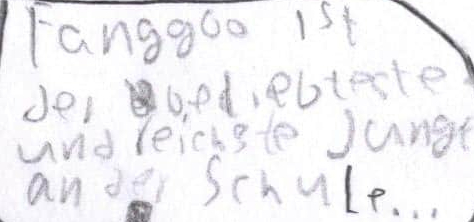 Fanggoo ist
der beliebteste
und reichste Junge
an der Schule...